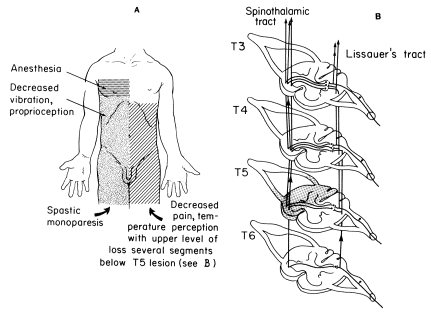 A
Anesthesia
Decreased
vibration,
proprioception
Spastic
monoparesis
Decreased
pain, tem-
perature perception
with upper level of
loss several segments
below T5 lesion (see B)
B
Spinothalamic
tract
Lissauer's tract
T3
T4
T5
T6